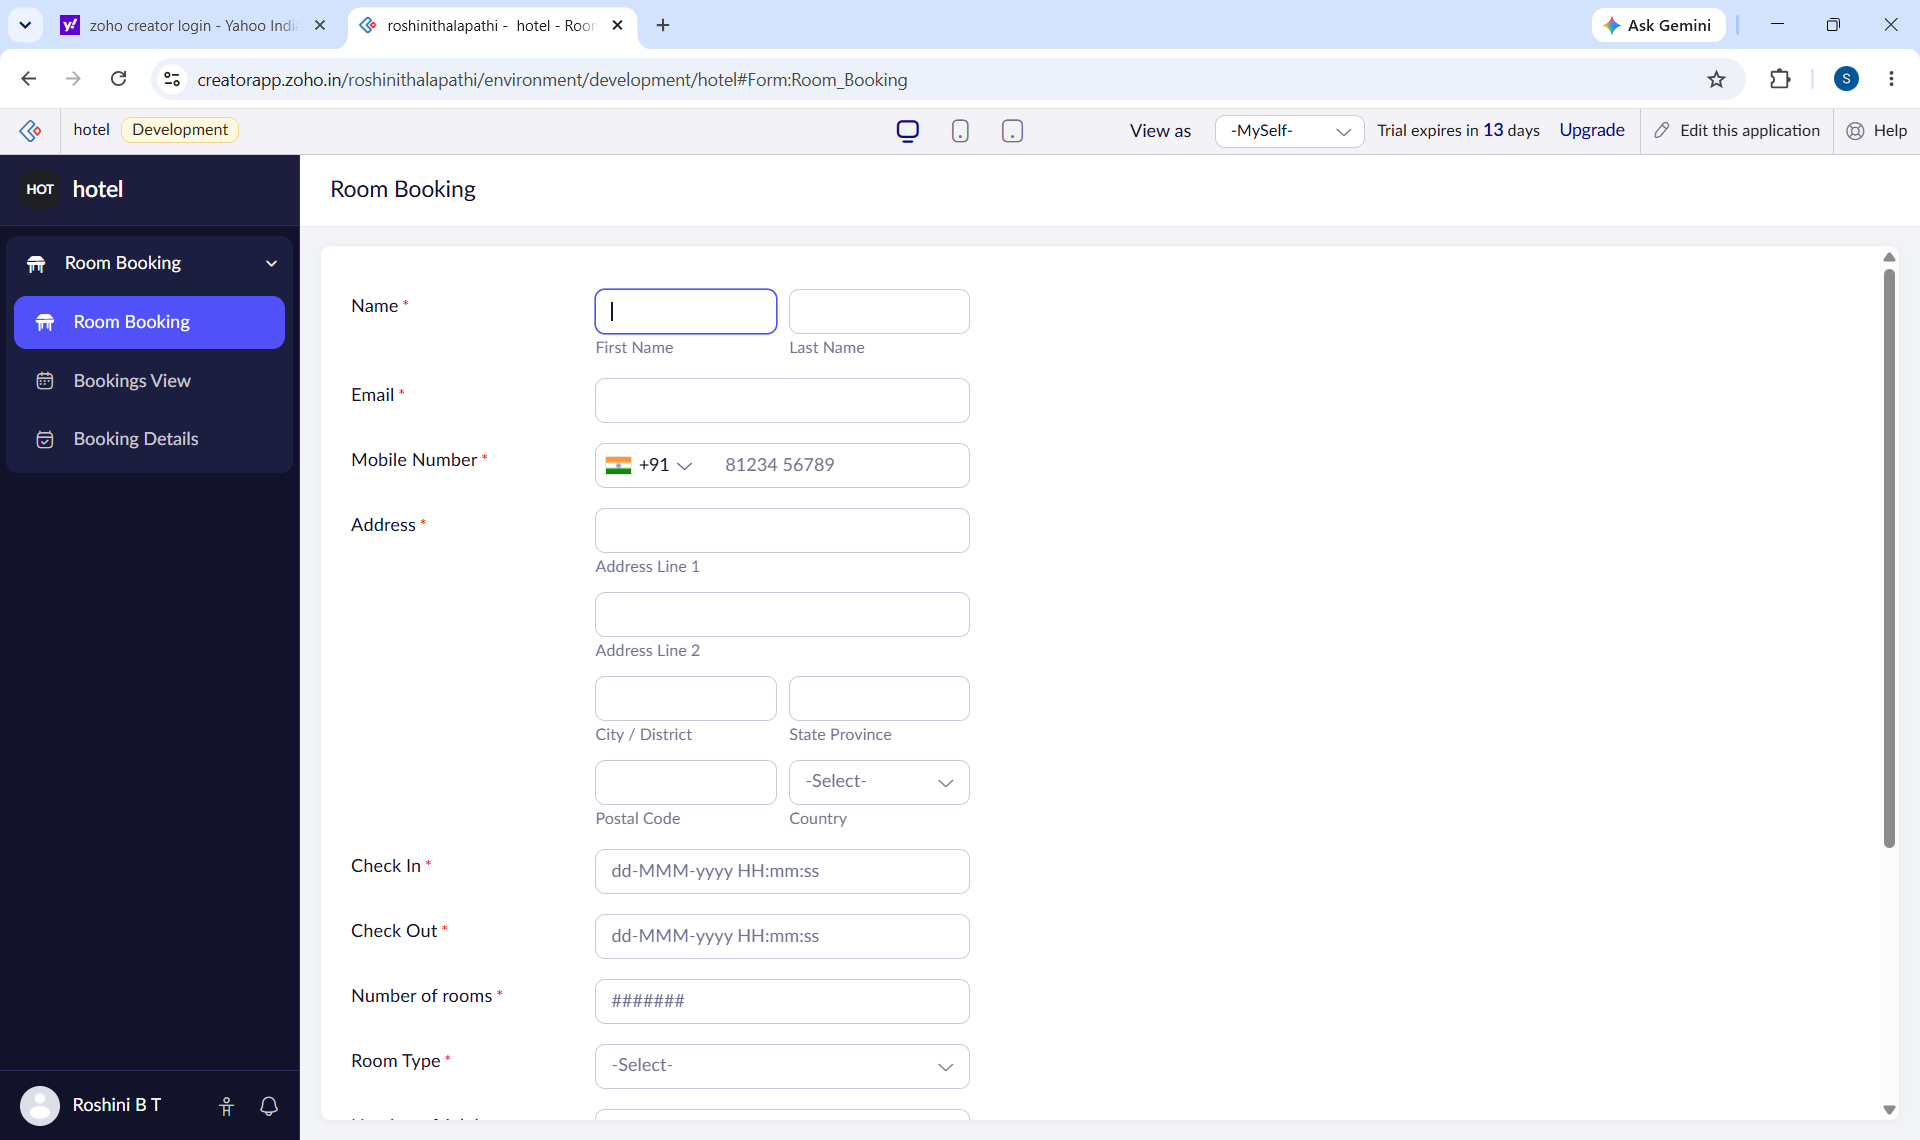 zoho creator login - Yahoo Indi
roshinithalapathi - hotel - Roor
Ask Gemini
creatorapp.zoho.in/roshinithalapathi/environment/development/hotel#Form:Room_Booking
S
hotel
Development
View as
-MySelf-
Trial expires in 13 days
Upgrade
Edit this application
Help
HOT
hotel
Room Booking
Room Booking
Bookings View
Booking Details
Roshini B T
Room Booking
Name *
First Name
Last Name
Email *
Mobile Number *
+91
81234 56789
Address *
Address Line 1
Address Line 2
City / District
State Province
Postal Code
-Select-
Country
Check In *
dd-MMM-yyyy HH:mm:ss
Check Out *
dd-MMM-yyyy HH:mm:ss
Number of rooms *
#######
Room Type *
-Select-